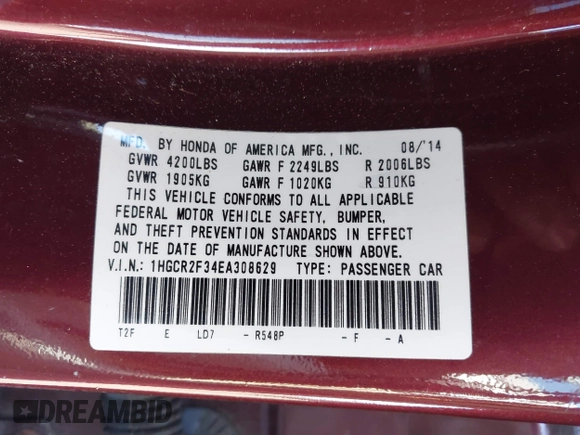 MFD. BY HONDA OF AMERICA MFG., INC. 08/'14
GVWR 4200LBS GAWR F 2249LBS R 2006LBS
GVWR 1905KG GAWR F 1020KG R 910KG
THIS VEHICLE CONFORMS TO ALL APPLICABLE
FEDERAL MOTOR VEHICLE SAFETY, BUMPER,
AND THEFT PREVENTION STANDARDS IN EFFECT
ON THE DATE OF MANUFACTURE SHOWN ABOVE.
V.I.N.: 1HGCR2F34EA308629 TYPE: PASSENGER CAR
T2F E LD7 - R548P - F - A
DREAMBID